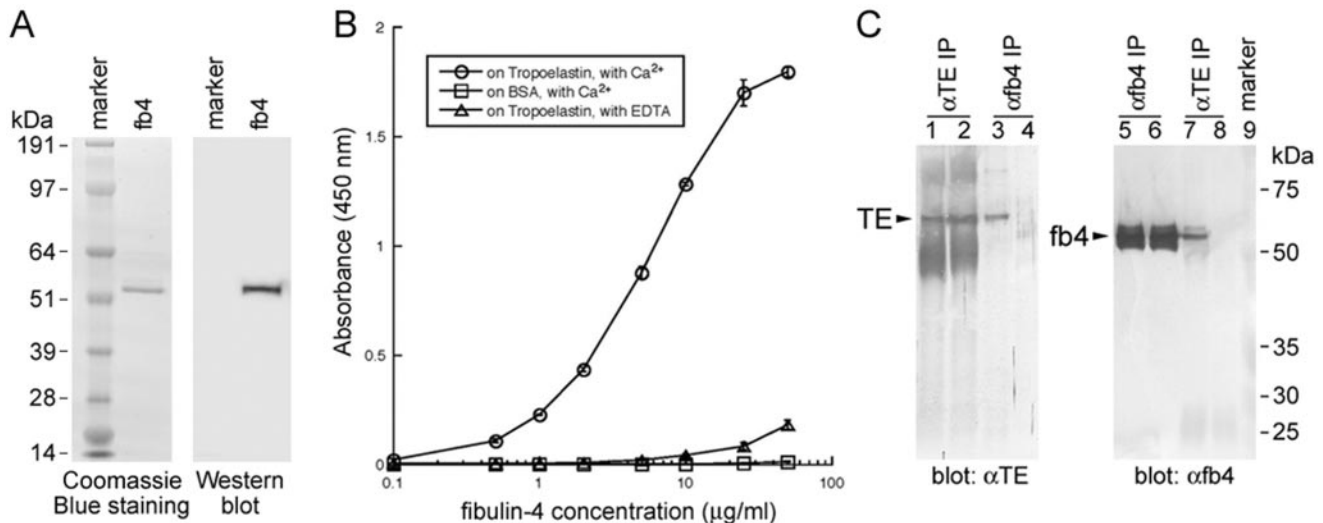 A
kDa
marker
fb4
marker
fb4
191
97
64
51
39
28
14
Coomassie
Blue staining
Western
blot
B
2
1.5
1
0.5
0
Absorbance (450 nm)
on Tropoelastin, with Ca²⁺
on BSA, with Ca²⁺
on Tropoelastin, with EDTA
0.1
1
10
100
fibulin-4 concentration (μg/ml)
C
αTE IP
αfb4 IP
1 2 3 4
TE
blot: αTE
αfb4 IP
αTE IP
marker
5 6 7 8 9
kDa
fb4
75
50
35
30
25
blot: αfb4